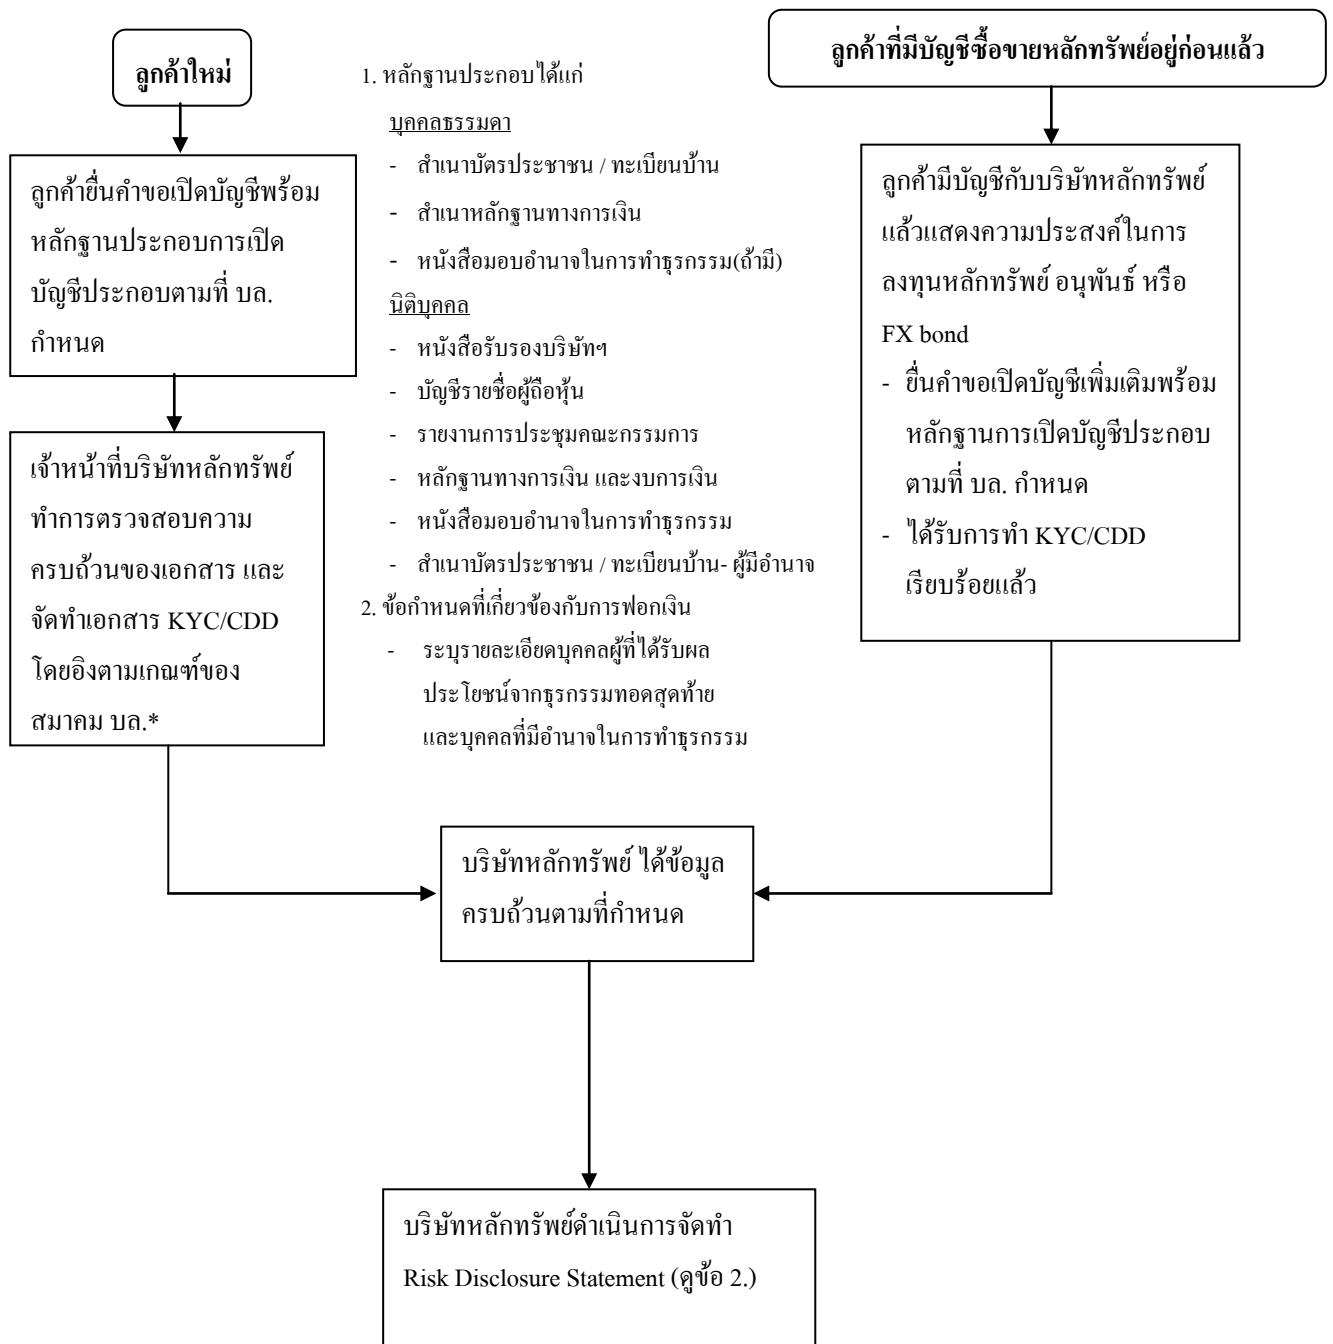 ลูกค้าใหม่
ลูกค้ายื่นคำขอเปิดบัญชีพร้อม
หลักฐานประกอบการเปิด
บัญชีประกอบตามที่ บล.
กำหนด
เจ้าหน้าที่บริษัทหลักทรัพย์
ทำการตรวจสอบความ
ครบถ้วนของเอกสาร และ
จัดทำเอกสาร KYC/CDD
โดยอิงตามเกณฑ์ของ
สมาคม บล.*
1. หลักฐานประกอบ ได้แก่
บุคคลธรรมดา
- สำเนาบัตรประชาชน / ทะเบียนบ้าน
- สำเนาหลักฐานทางการเงิน
- หนังสือมอบอำนาจในการทำธุรกรรม(ถ้ามี)
นิติบุคคล
- หนังสือรับรองบริษัทฯ
- บัญชีรายชื่อผู้ถือหุ้น
- รายงานการประชุมคณะกรรมการ
- หลักฐานทางการเงิน และงบการเงิน
- หนังสือมอบอำนาจในการทำธุรกรรม
- สำเนาบัตรประชาชน / ทะเบียนบ้าน- ผู้มีอำนาจ
2. ข้อกำหนดที่เกี่ยวข้องกับการฟอกเงิน
- ระบุรายละเอียดบุคคลผู้ที่ได้รับผล
ประโยชน์จากธุรกรรมทอดสุดท้าย
และบุคคลที่มีอำนาจในการทำธุรกรรม
ลูกค้าที่มีบัญชีซื้อขายหลักทรัพย์อยู่ก่อนแล้ว
ลูกค้ามีบัญชีกับบริษัทหลักทรัพย์
แล้วแสดงความประสงค์ในการ
ลงทุนหลักทรัพย์ อนุพันธ์ หรือ
FX bond
- ยื่นคำขอเปิดบัญชีเพิ่มเติมพร้อม
หลักฐานการเปิดบัญชีประกอบ
ตามที่ บล. กำหนด
- ได้รับการทำ KYC/CDD
เรียบร้อยแล้ว
บริษัทหลักทรัพย์ ได้ข้อมูล
ครบถ้วนตามที่กำหนด
บริษัทหลักทรัพย์ดำเนินการจัดทำ
Risk Disclosure Statement (ดูข้อ 2.)